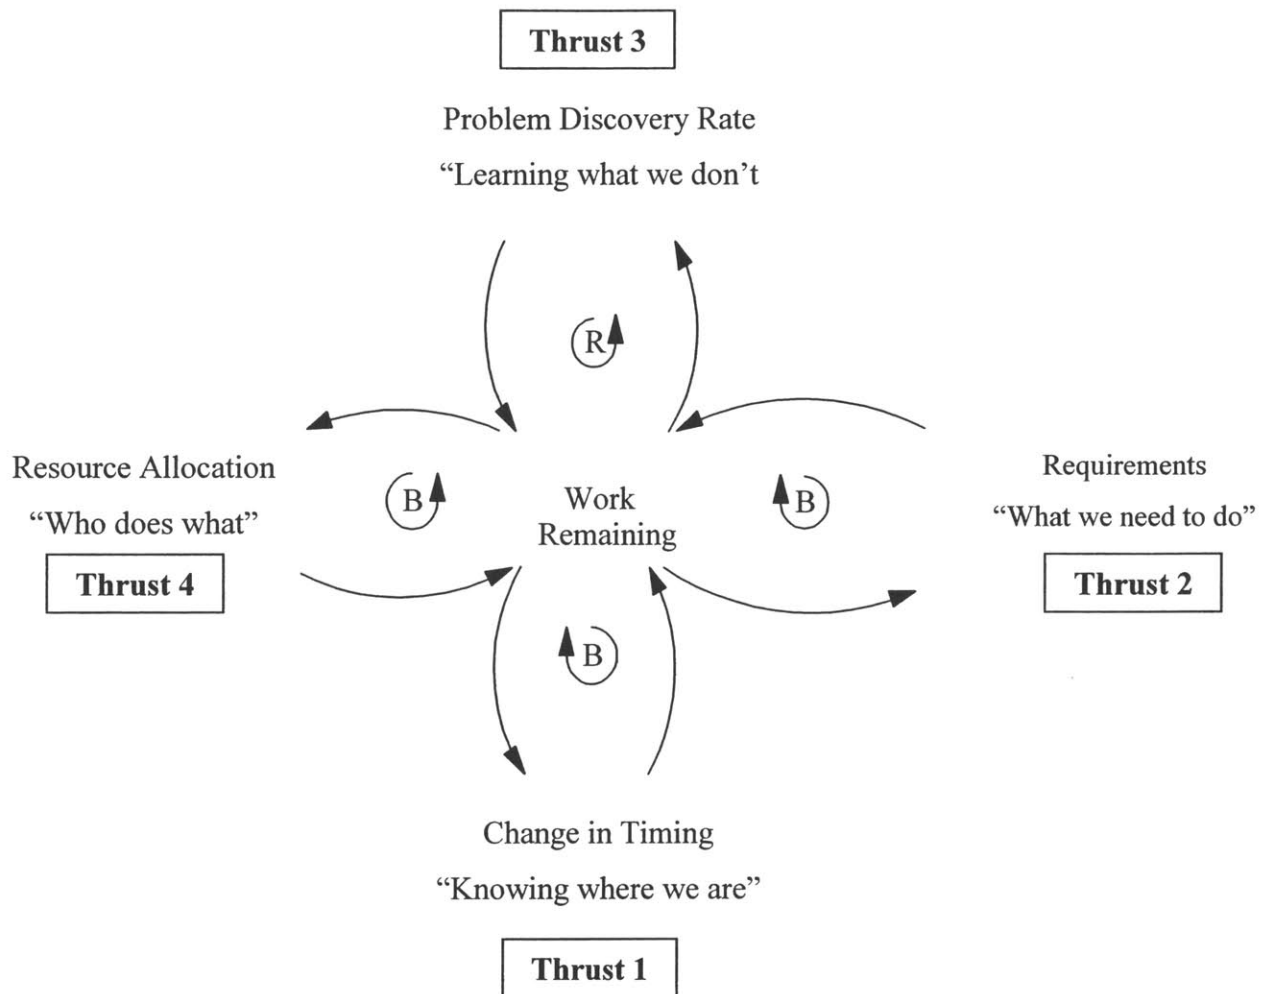 Thrust 3
Problem Discovery Rate
“Learning what we don’t
R
Resource Allocation
“Who does what”
Thrust 4
B
Work
Remaining
B
Requirements
“What we need to do”
Thrust 2
B
Change in Timing
“Knowing where we are”
Thrust 1